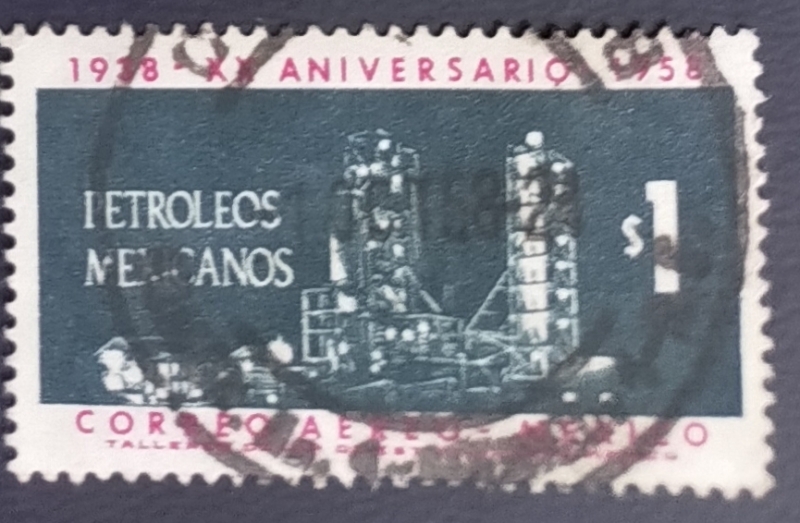 1938 - XX ANIVERSARIO 1958
PETROLEOS
MEXICANOS
$1
CORREO AEREO - MEXICO